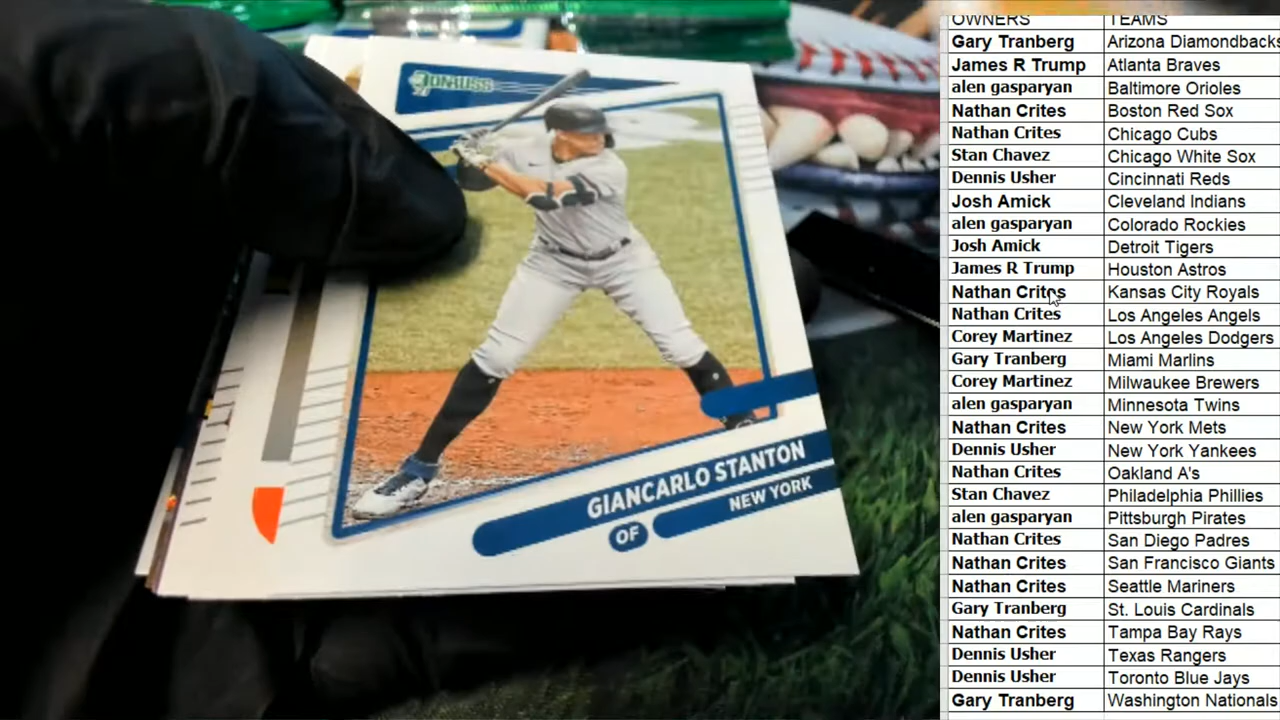 DONRUSS
GIANCARLO STANTON
OF
NEW YORK
OWNERS TEAMS
Gary Tranberg Arizona Diamondbacks
James R Trump Atlanta Braves
alen gasparyan Baltimore Orioles
Nathan Crites Boston Red Sox
Nathan Crites Chicago Cubs
Stan Chavez Chicago White Sox
Dennis Usher Cincinnati Reds
Josh Amick Cleveland Indians
alen gasparyan Colorado Rockies
Josh Amick Detroit Tigers
James R Trump Houston Astros
Nathan Crites Kansas City Royals
Nathan Crites Los Angeles Angels
Corey Martinez Los Angeles Dodgers
Gary Tranberg Miami Marlins
Corey Martinez Milwaukee Brewers
alen gasparyan Minnesota Twins
Nathan Crites New York Mets
Dennis Usher New York Yankees
Nathan Crites Oakland A's
Stan Chavez Philadelphia Phillies
alen gasparyan Pittsburgh Pirates
Nathan Crites San Diego Padres
Nathan Crites San Francisco Giants
Nathan Crites Seattle Mariners
Gary Tranberg St. Louis Cardinals
Nathan Crites Tampa Bay Rays
Dennis Usher Texas Rangers
Dennis Usher Toronto Blue Jays
Gary Tranberg Washington Nationals